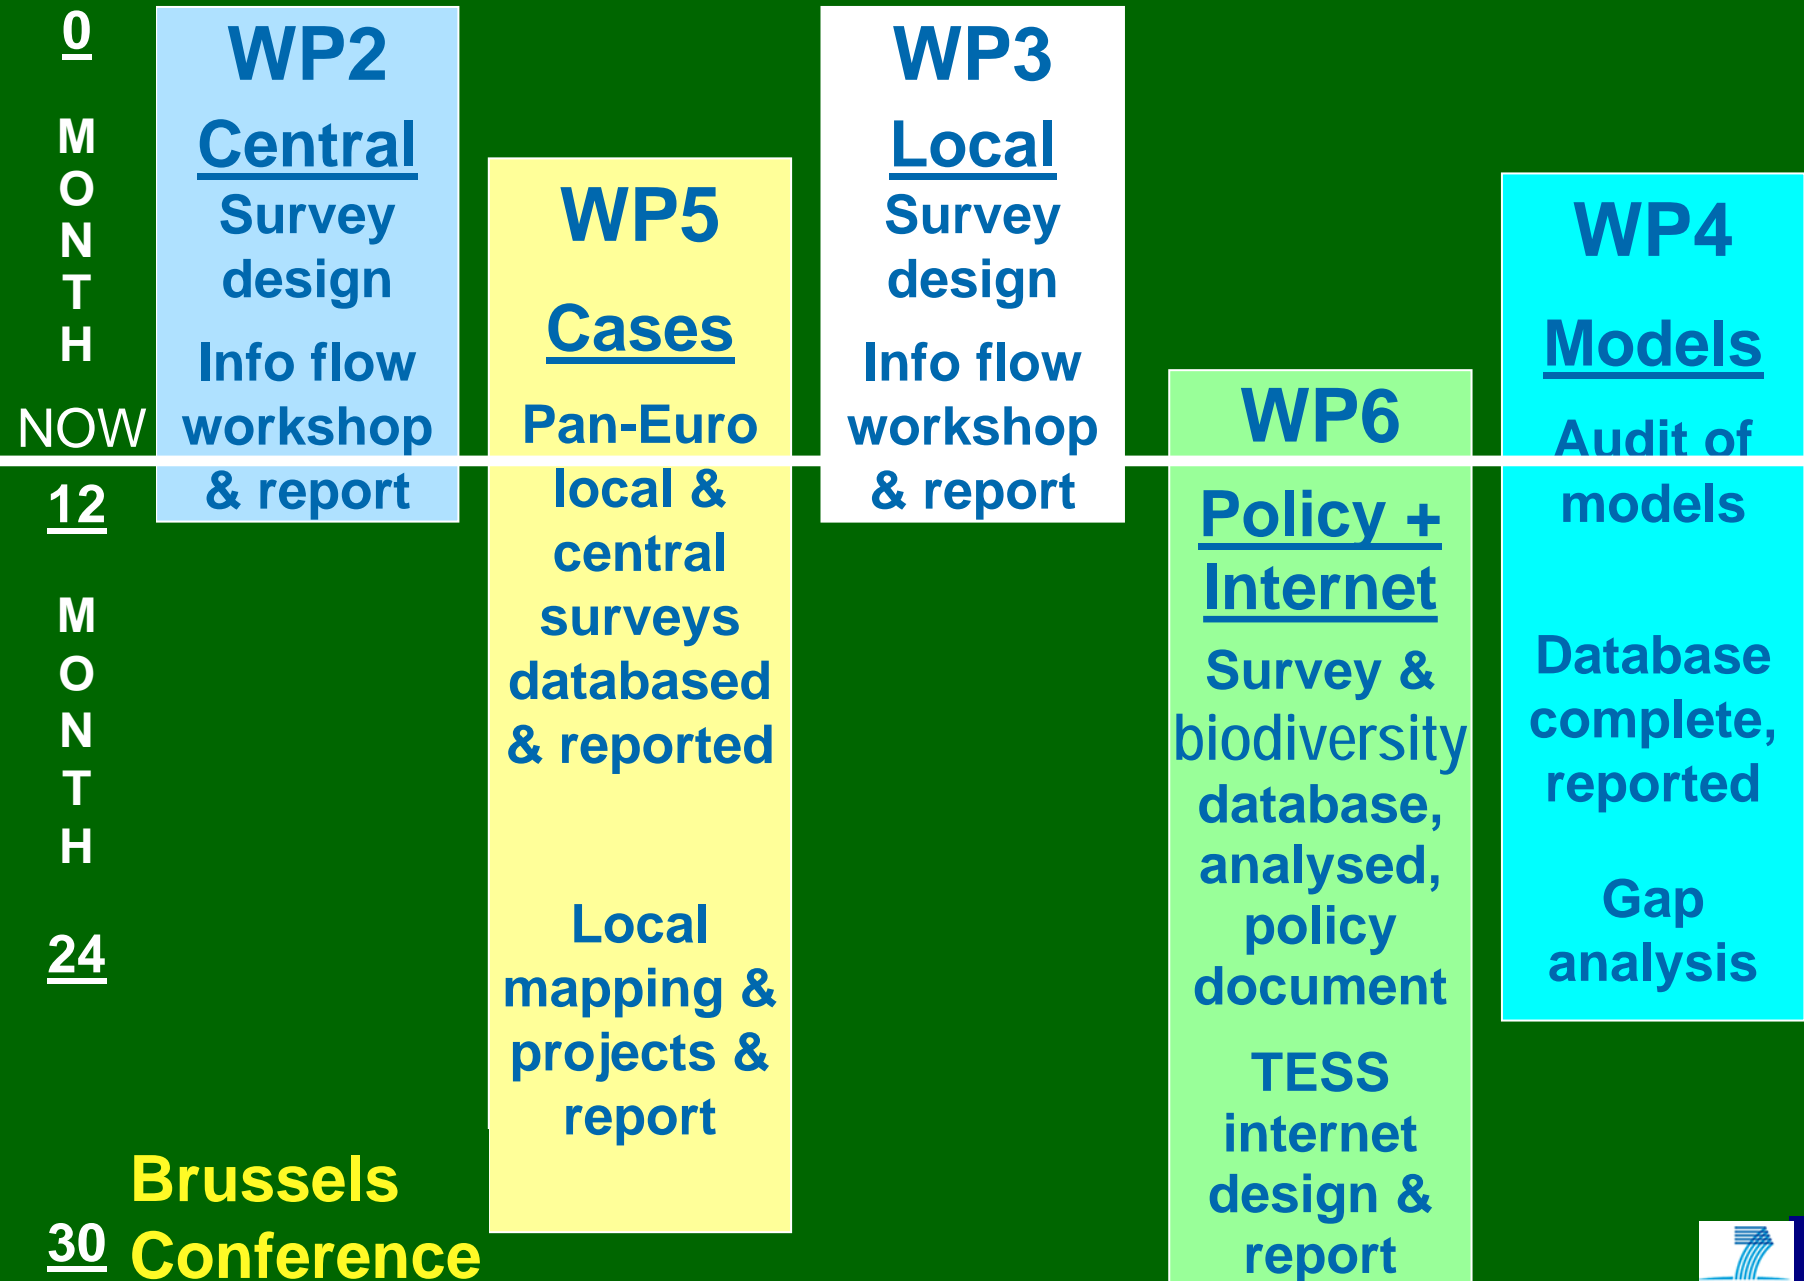 0
MONTH
NOW
12
MONTH
24
30
Brussels
Conference
WP2
Central
Survey
design
Info flow
workshop
& report
WP5
Cases
Pan-Euro
local &
central
surveys
databased
& reported
Local
mapping &
projects &
report
WP3
Local
Survey
design
Info flow
workshop
& report
WP6
Policy +
Internet
Survey &
biodiversity
database,
analysed,
policy
document
TESS
internet
design &
report
WP4
Models
Audit of
models
Database
complete,
reported
Gap
analysis
7